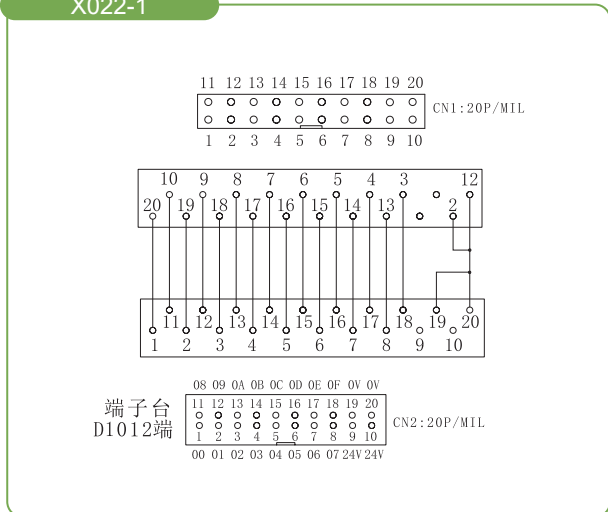 X022-1
11 12 13 14 15 16 17 18 19 20
CN1:20P/MIL
1 2 3 4 5 6 7 8 9 10
10 9 8 7 6 5 4 3 12
20 19 18 17 16 15 14 13 2
11 12 13 14 15 16 17 18 19 20
1 2 3 4 5 6 7 8 9 10
08 09 0A 0B 0C 0D 0E 0F 0V 0V
11 12 13 14 15 16 17 18 19 20
端子台
D1012端
CN2:20P/MIL
1 2 3 4 5 6 7 8 9 10
00 01 02 03 04 05 06 07 24V 24V